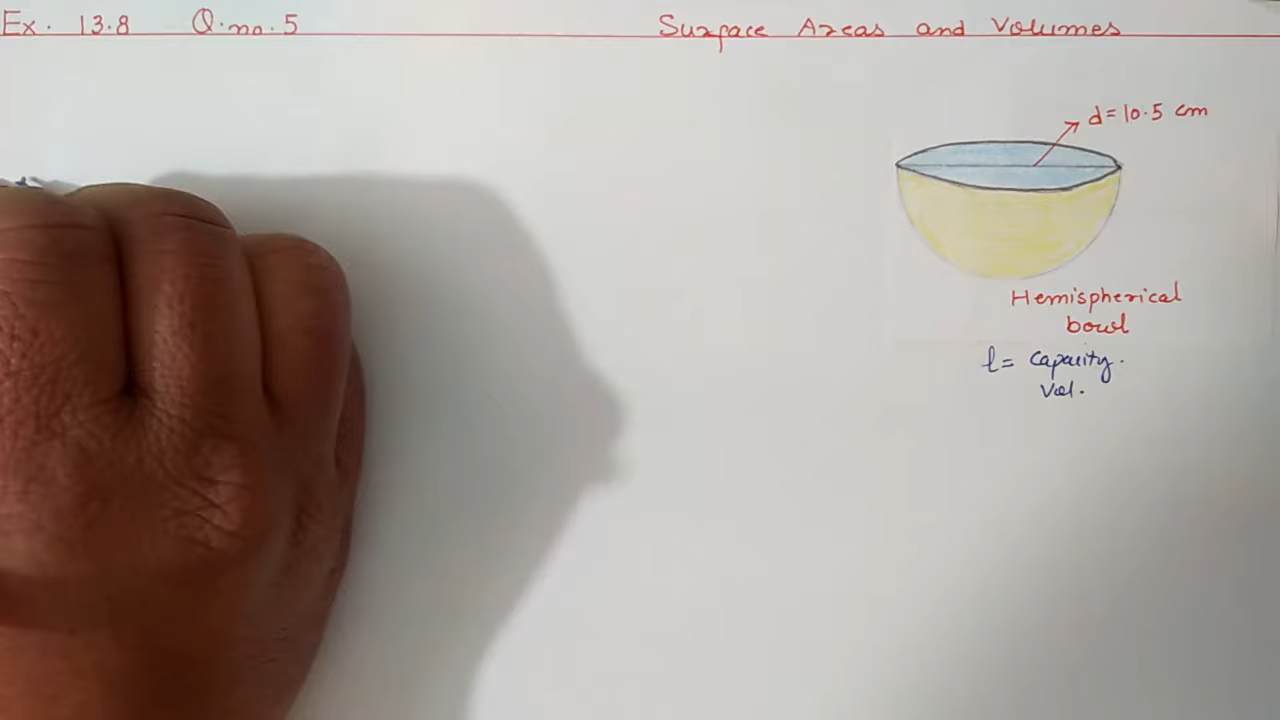 Ex. 13.8 Q.no.5
Surface Areas and Volumes
d=10.5 cm
Hemispherical
bowl
l= Capacity.
Vol.